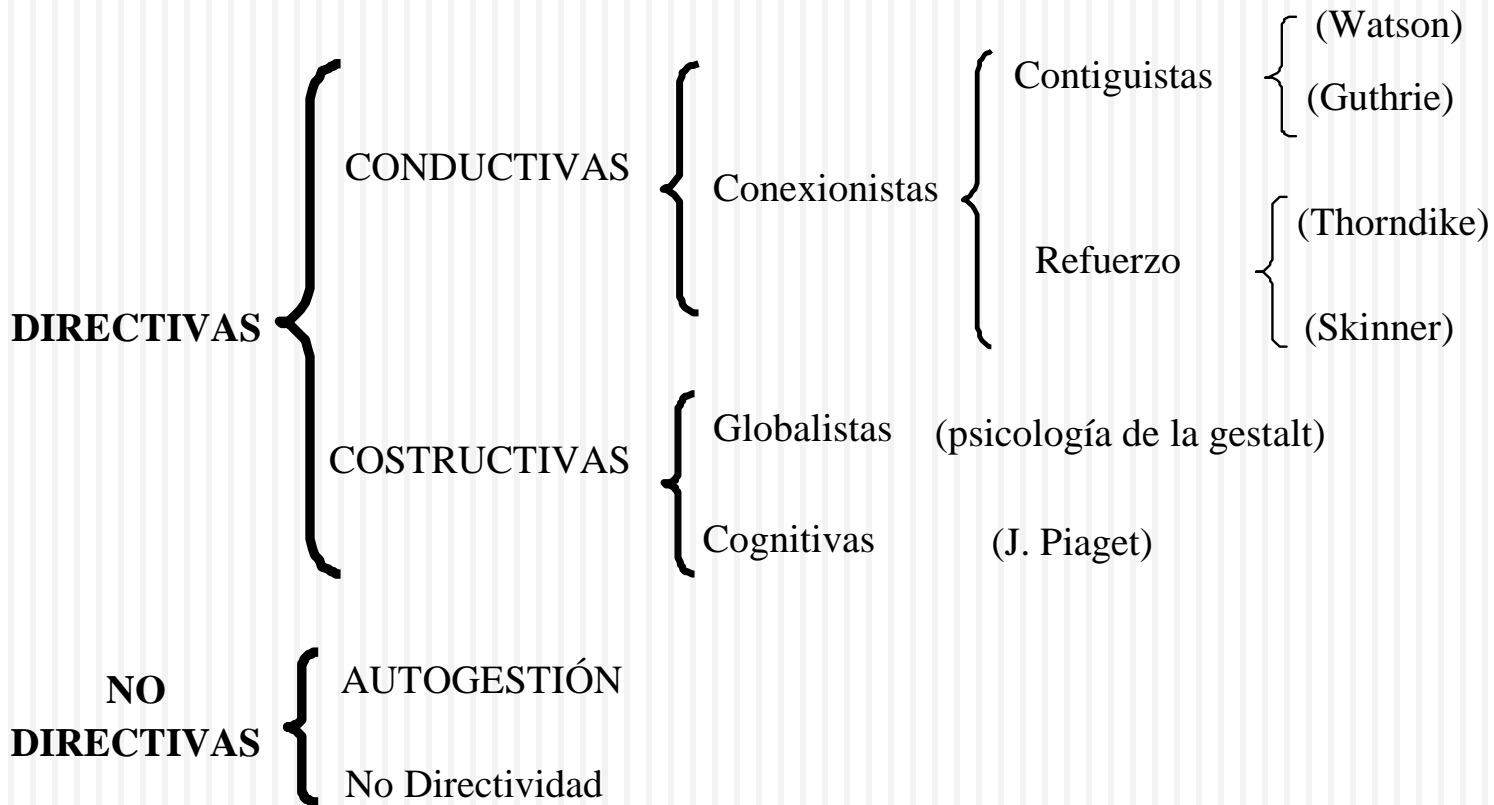 DIRECTIVAS
CONDUCTIVAS
Conexionistas
Contiguistas
(Watson)
(Guthrie)
Refuerzo
(Thorndike)
(Skinner)
COSTRUCTIVAS
Globalistas (psicología de la gestalt)
Cognitivas (J. Piaget)
NO
DIRECTIVAS
AUTOGESTIÓN
No Directividad